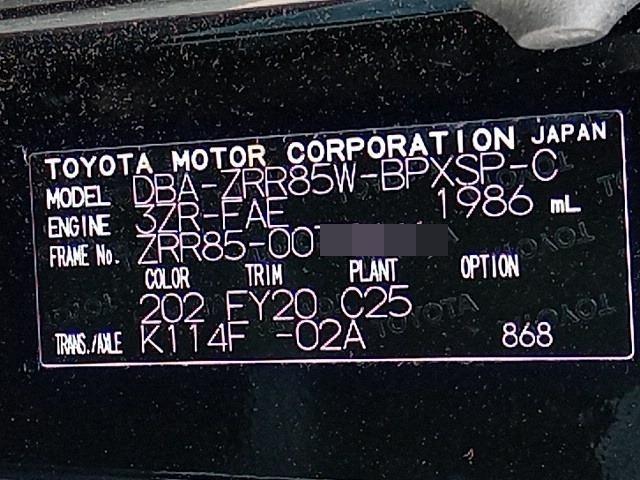 TOYOTA MOTOR CORPORATION JAPAN
MODEL DBA-ZRR85W-BPXSP-C
ENGINE 3ZR-FAE 1986 mL
FRAME No. ZRR85-00
COLOR TRIM PLANT OPTION
202 FY20 C25
TRANS./AXLE K114F -02A 868